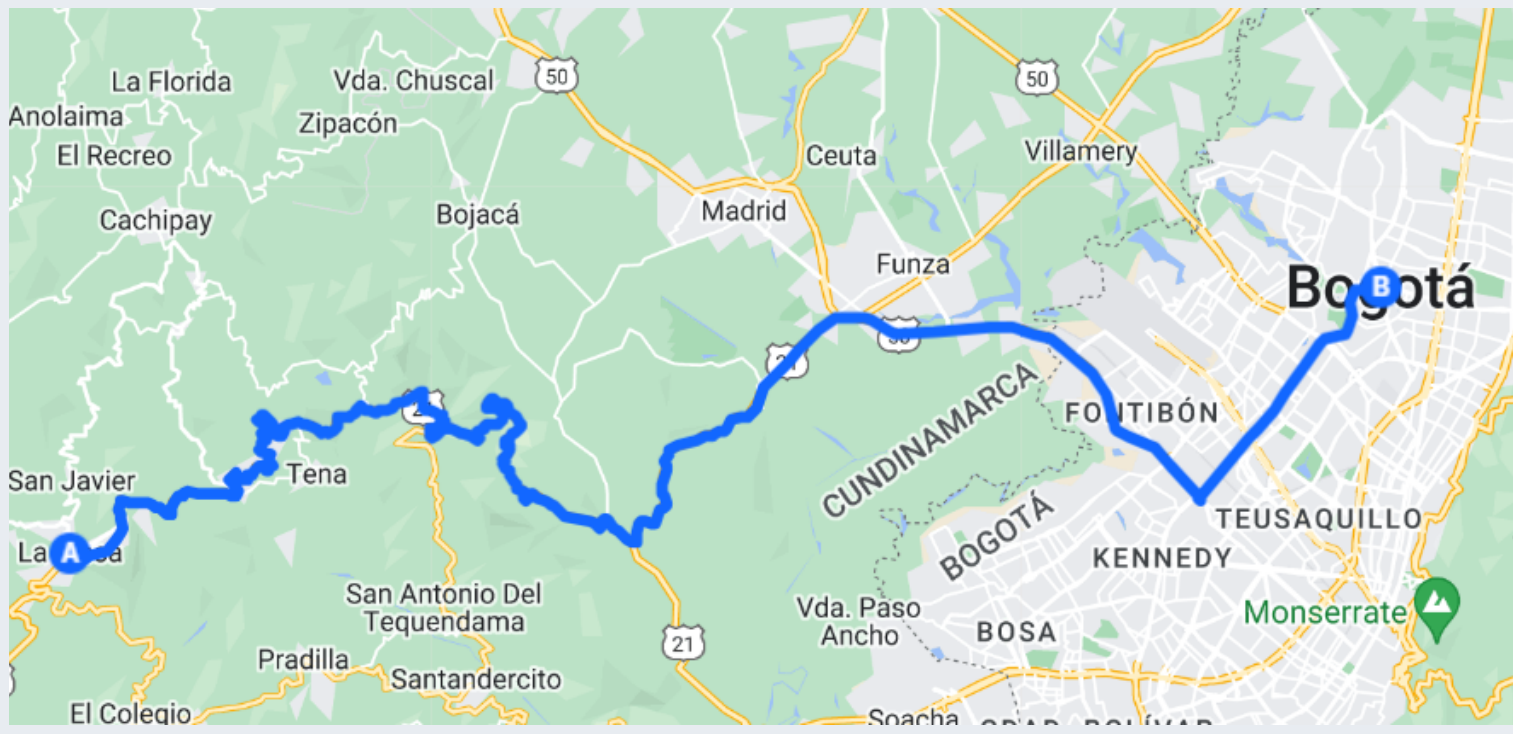 La Florida
Vda. Chuscal
50
50
Anolaima
Zipacón
El Recreo
Ceuta
Villamery
Cachipay
Bojacá
Madrid
Funza
Bogotá
B
21
CUNDINAMARCA
FONTIBÓN
San Javier
Tena
BOGOTÁ
TEUSAQUILLO
A
KENNEDY
San Antonio Del
Tequendama
Vda. Paso
Ancho
Monserrate
BOSA
21
Pradilla
Santandercito
El Colegio
Soacha